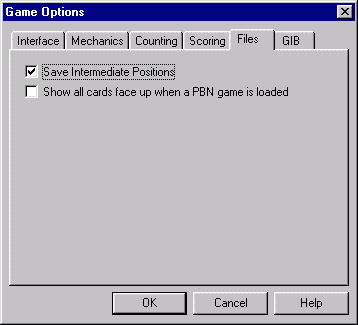 Game Options
Interface Mechanics Counting Scoring Files GIB
Save Intermediate Positions
Show all cards face up when a PBN game is loaded
OK Cancel Help